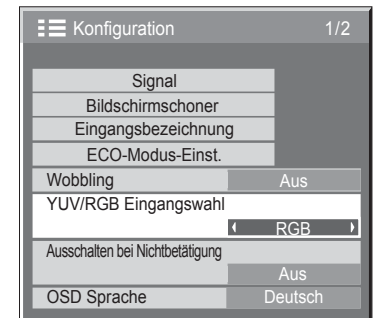 Konfiguration 1/2
Signal
Bildschirmschoner
Eingangsbezeichnung
ECO-Modus-Einst.
Wobbling Aus
YUV/RGB Eingangswahl
RGB
Ausschalten bei Nichtbetätigung
Aus
OSD Sprache Deutsch